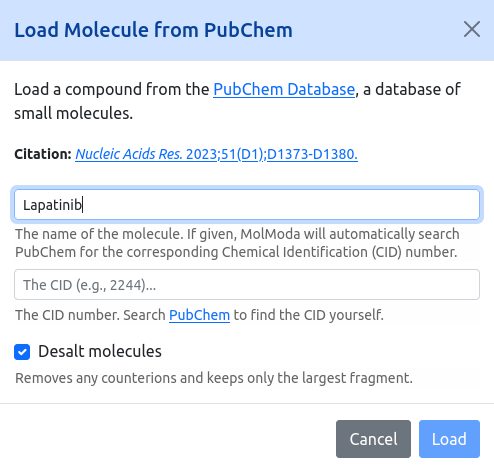 Load Molecule from PubChem
Load a compound from the PubChem Database, a database of
small molecules.
Citation: Nucleic Acids Res. 2023;51(D1);D1373-D1380.
Lapatinib
The name of the molecule. If given, MolModa will automatically search
PubChem for the corresponding Chemical Identification (CID) number.
The CID (e.g., 2244)...
The CID number. Search PubChem to find the CID yourself.
Desalt molecules
Removes any counterions and keeps only the largest fragment.
Cancel Load